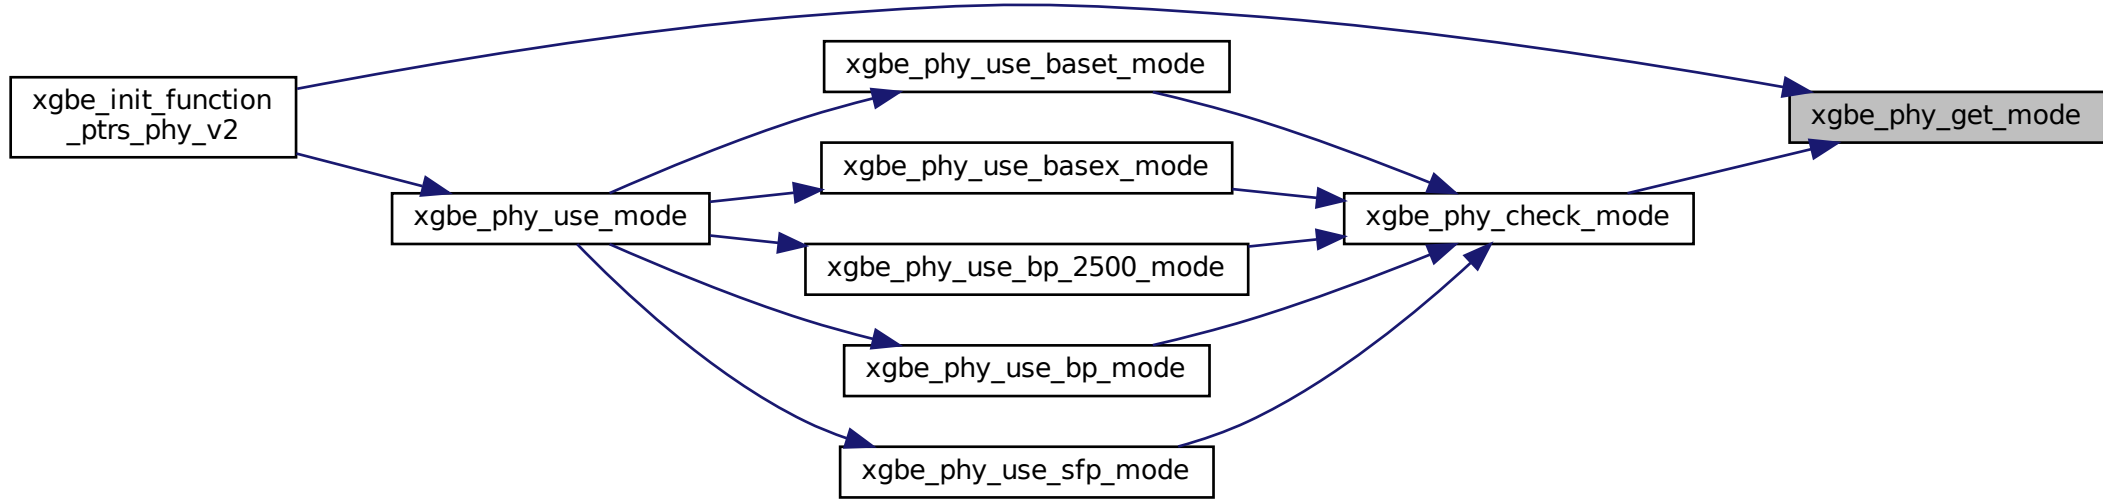 xgbe_init_function
_ptrs_phy_v2
xgbe_phy_use_mode
xgbe_phy_use_baset_mode
xgbe_phy_use_basex_mode
xgbe_phy_use_bp_2500_mode
xgbe_phy_use_bp_mode
xgbe_phy_use_sfp_mode
xgbe_phy_check_mode
xgbe_phy_get_mode